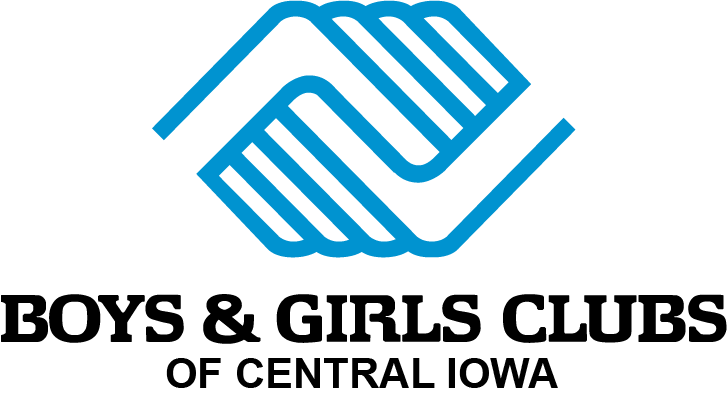 BOYS & GIRLS CLUBS
OF CENTRAL IOWA